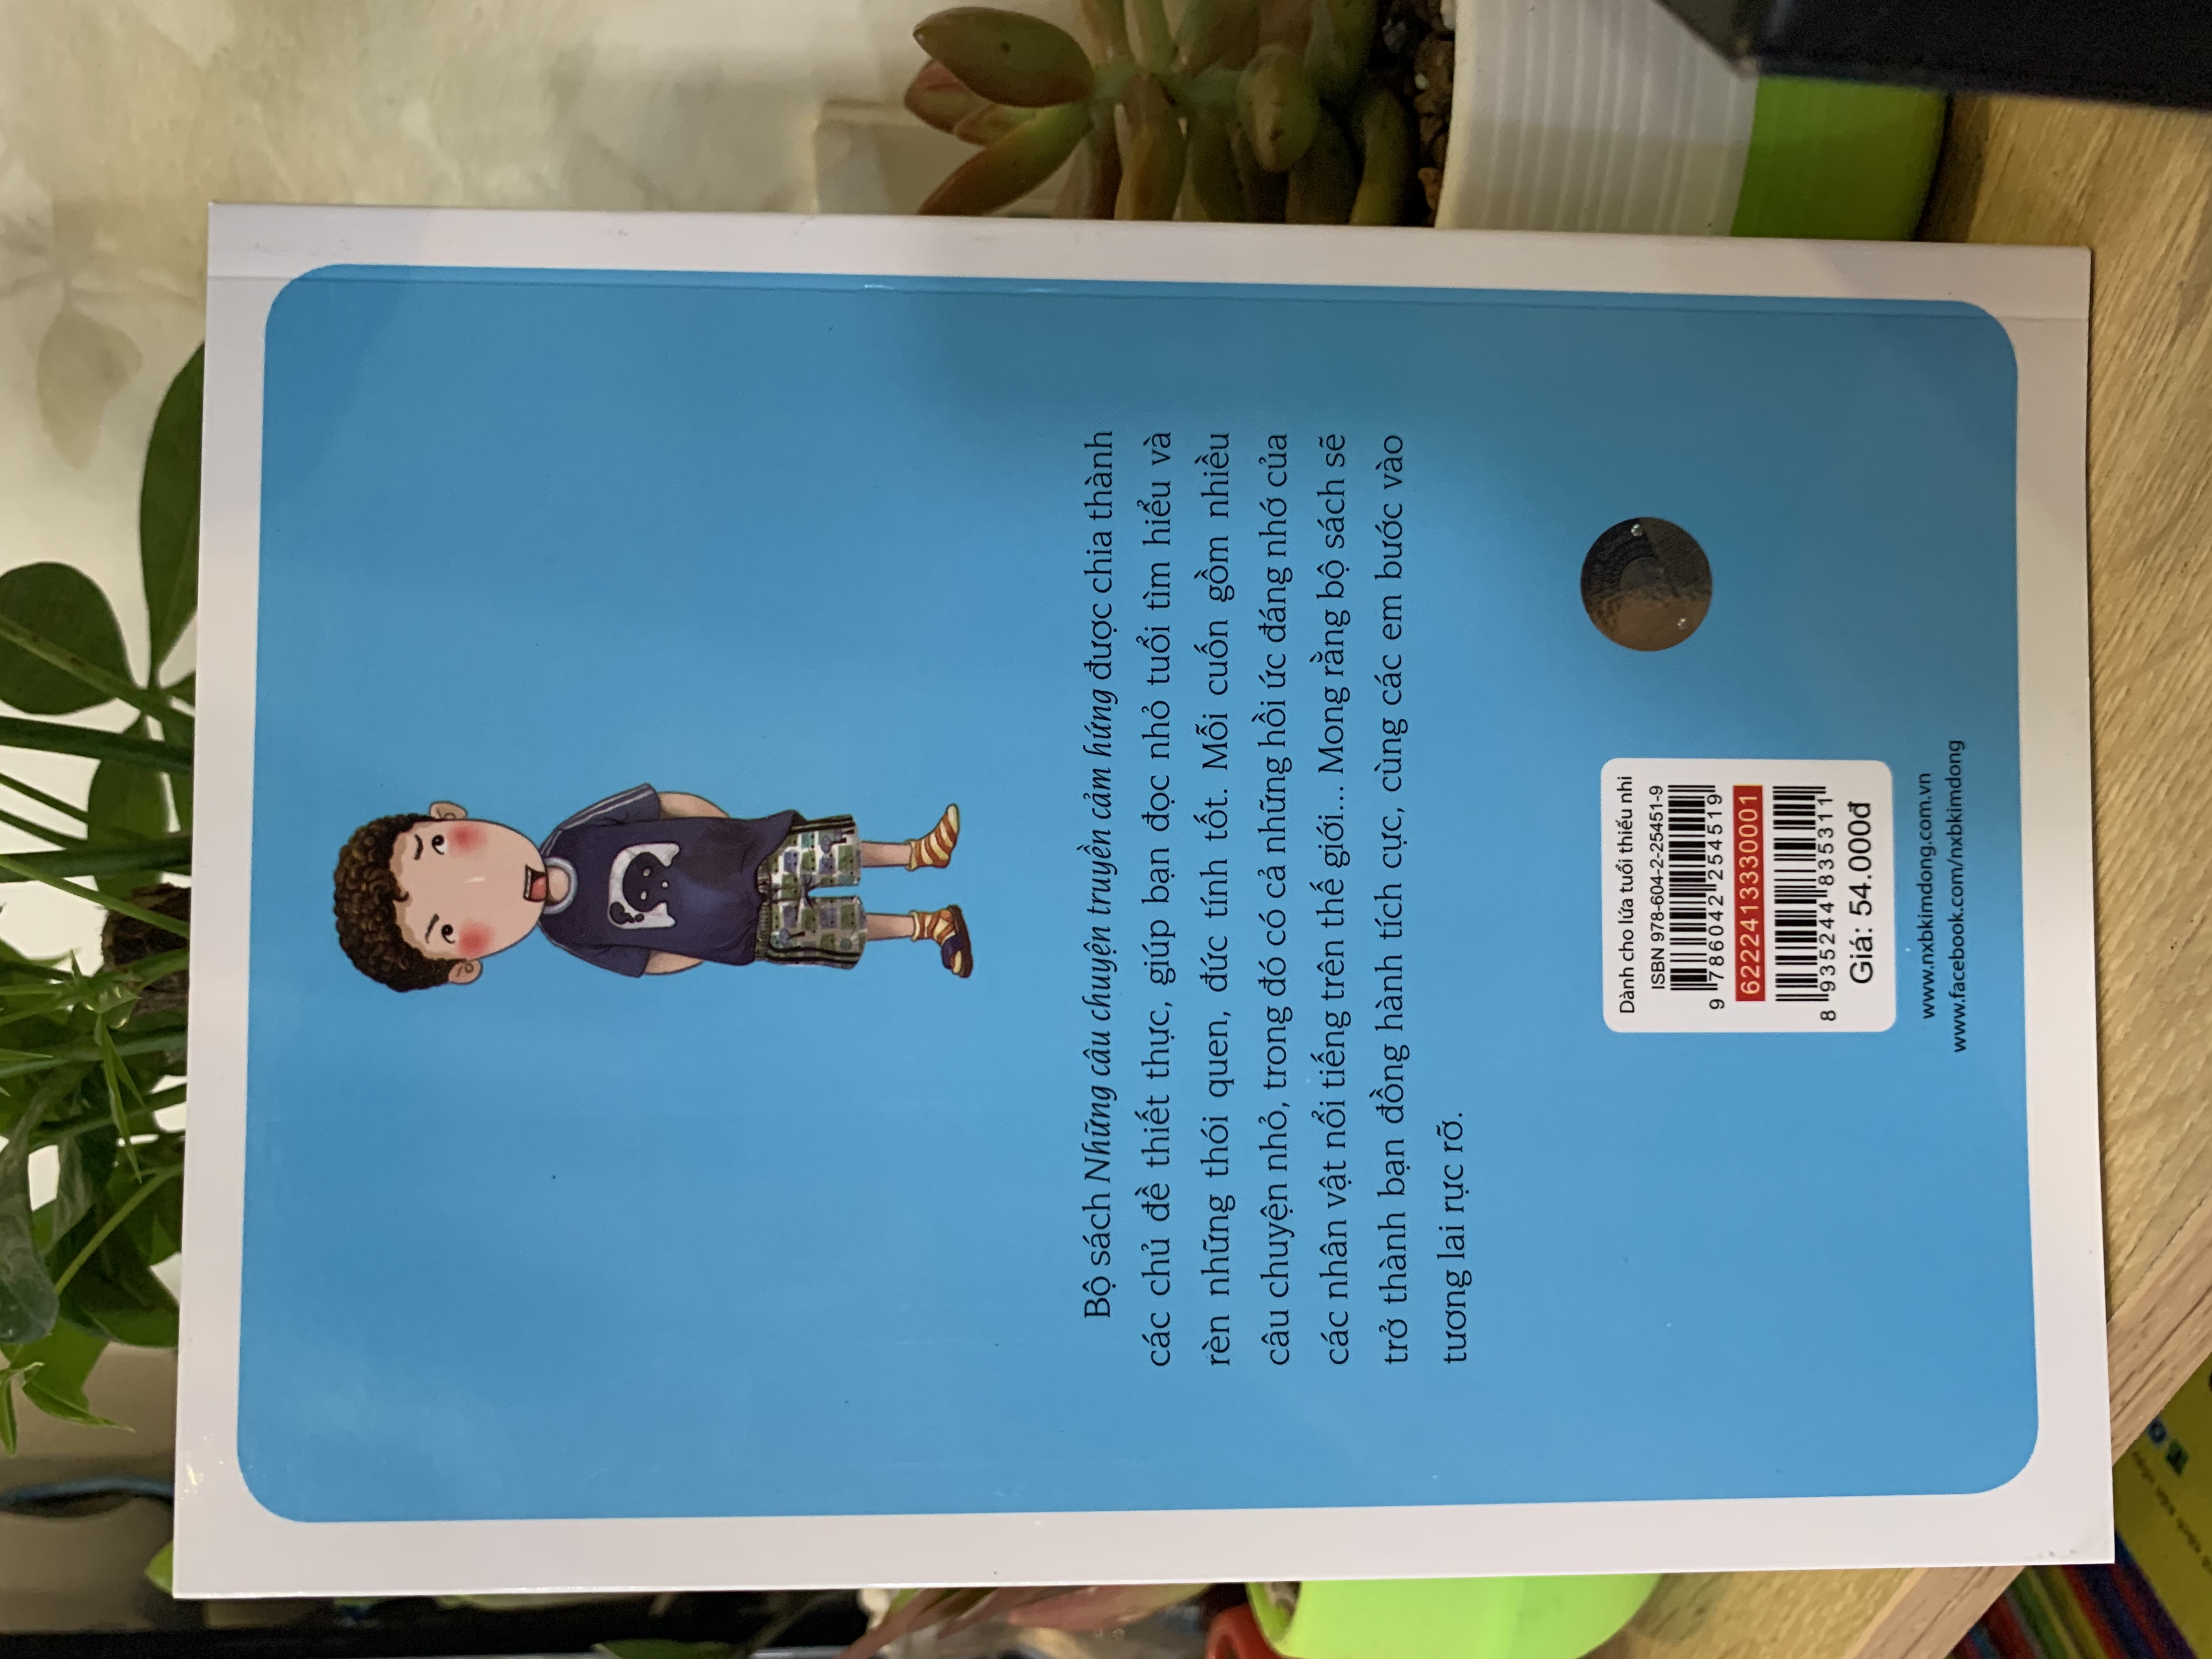 Bộ sách Những câu chuyện truyền cảm hứng được chia thành
các chủ đề thiết thực, giúp bạn đọc nhỏ tuổi tìm hiểu và
rèn những thói quen, đức tính tốt. Mỗi cuốn gồm nhiều
câu chuyện nhỏ, trong đó có cả những hồi ức đáng nhớ của
các nhân vật nổi tiếng trên thế giới... Mong rằng bộ sách sẽ
trở thành bạn đồng hành tích cực, cùng các em bước vào
tương lai rực rỡ.
Dành cho lứa tuổi thiếu nhi
ISBN 978-604-2-25451-9
9 786042 254519
6222413330001
8 935244 835311
Giá: 54.000đ
www.nxbkimdong.com.vn
www.facebook.com/nxbkimdong